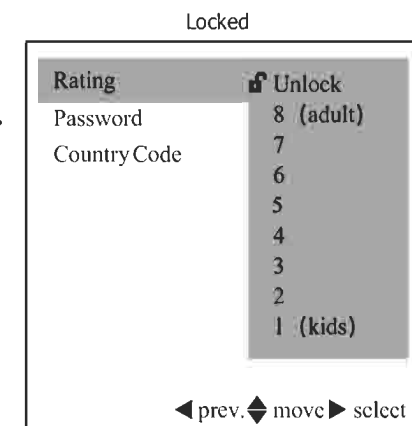 Locked
Rating
Password
Country Code
Unlock
8 (adult)
7
6
5
4
3
2
1 (kids)
◀ prev. ◆ move ▶ select